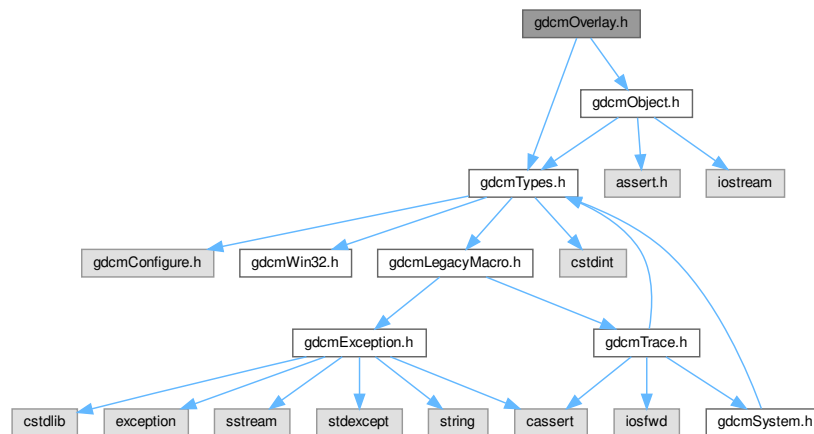 gdcmOverlay.h
gdcmObject.h
gdcmTypes.h
assert.h
iostream
gdcmConfigure.h
gdcmWin32.h
gdcmLegacyMacro.h
cstdint
gdcmException.h
gdcmTrace.h
cstdlib
exception
sstream
stdexcept
string
cassert
iosfwd
gdcmSystem.h